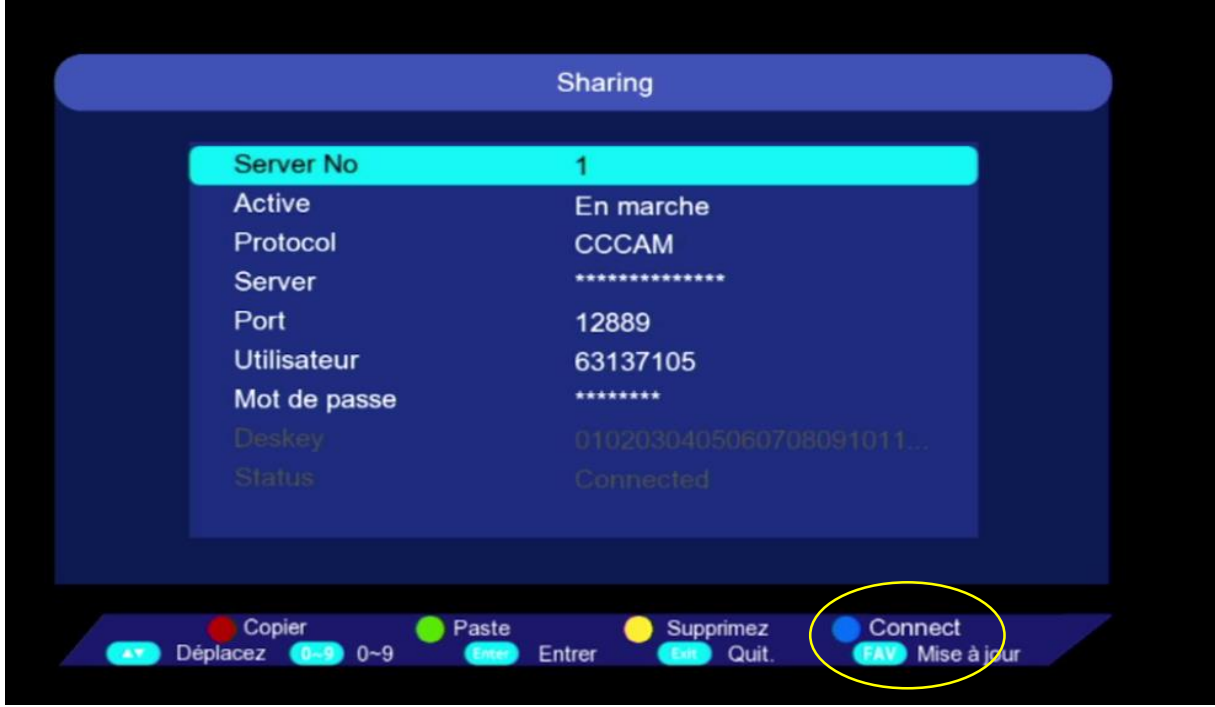 Sharing
Server No 1
Active En marche
Protocol CCCAM
Server **************
Port 12889
Utilisateur 63137105
Mot de passe ********
Deskey 0102030405060708091011...
Status Connected
Copier Paste Supprimez Connect
Déplacez 0~9 0~9 Enter Entrer Exit Quit. FAV Mise à jour